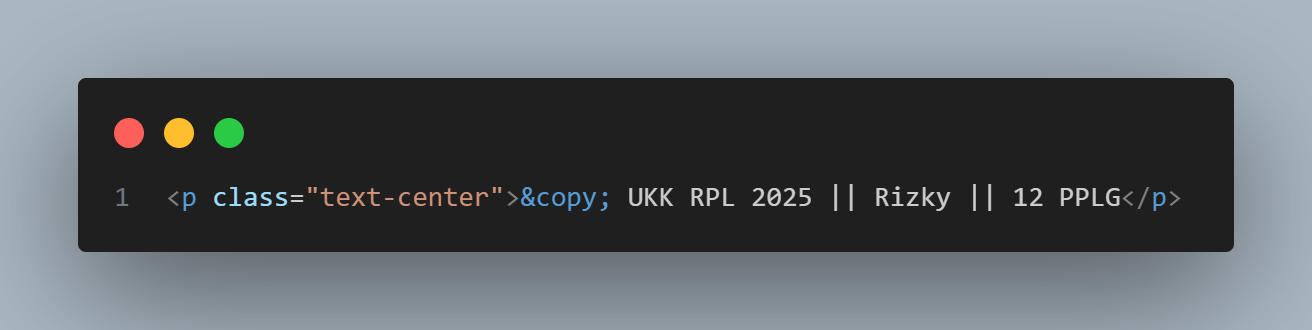 1 <p class="text-center">&copy; UKK RPL 2025 || Rizky || 12 PPLG</p>